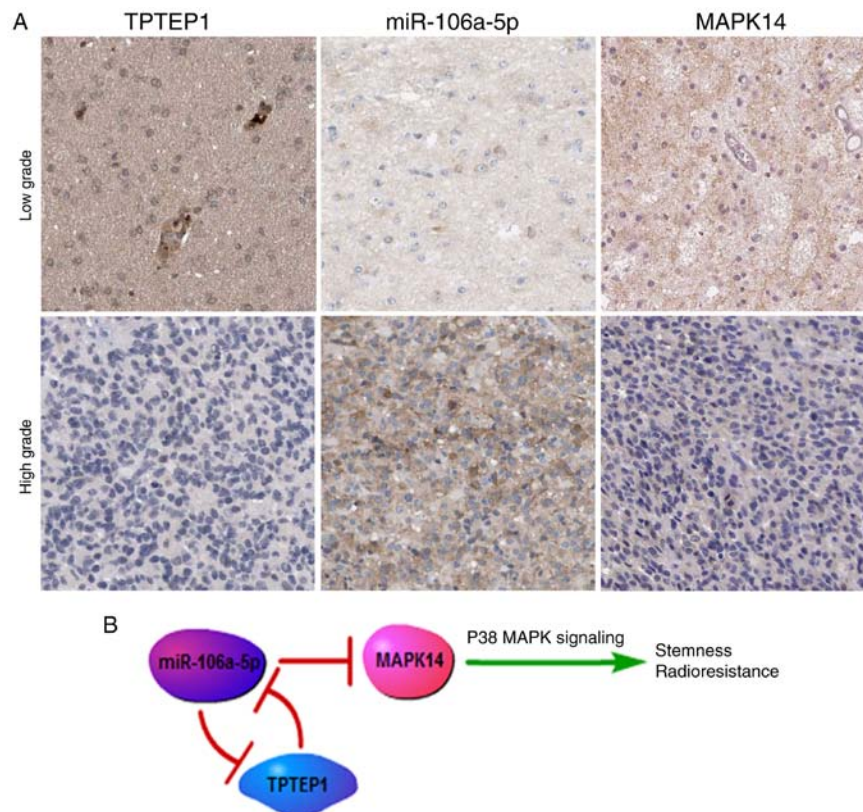 A
TPTEP1
miR-106a-5p
MAPK14
Low grade
High grade
B
miR-106a-5p
MAPK14
P38 MAPK signaling
Stemness
Radioresistance
TPTEP1